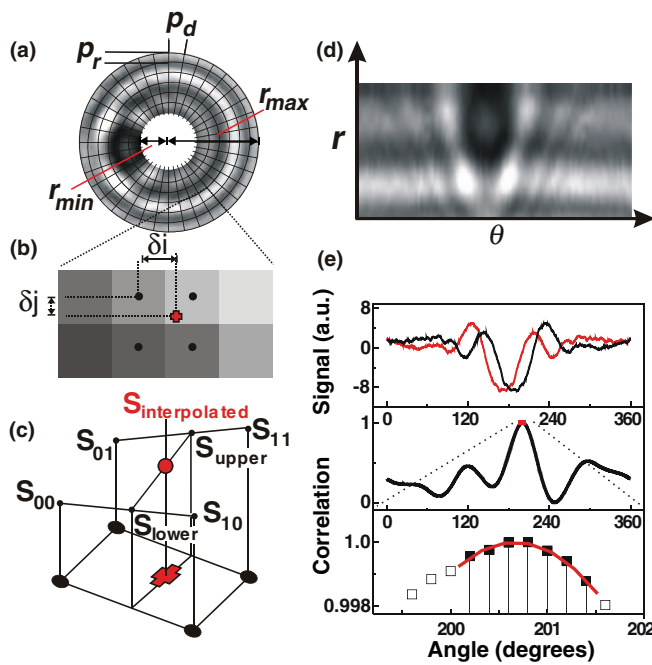 (a)
p_d
p_r
r_max
r_min
(b)
δi
δj
(c)
S_interpolated
S_01
S_11
S_upper
S_00
S_lower
S_10
(d)
r
θ
(e)
Signal (a.u.)
8
0
-8
0 120 240 360
Correlation
1
0
0 120 240 360
1.0
0.998
200 201 202
Angle (degrees)